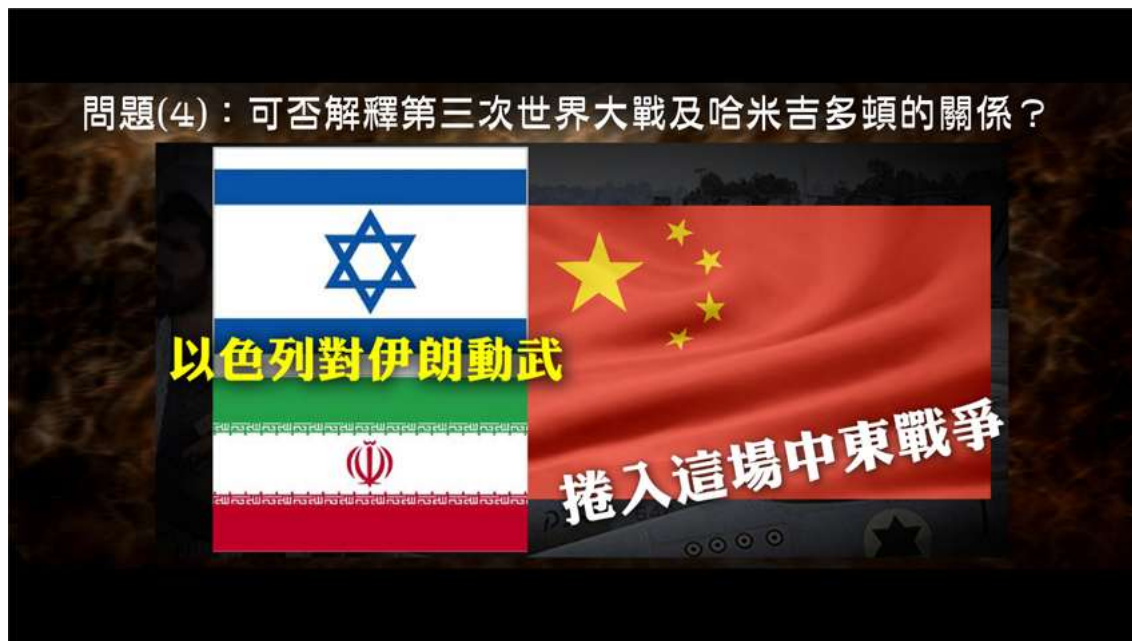 問題(4)：可否解釋第三次世界大戰及哈米吉多頓的關係？
以色列對伊朗動武
捲入這場中東戰爭